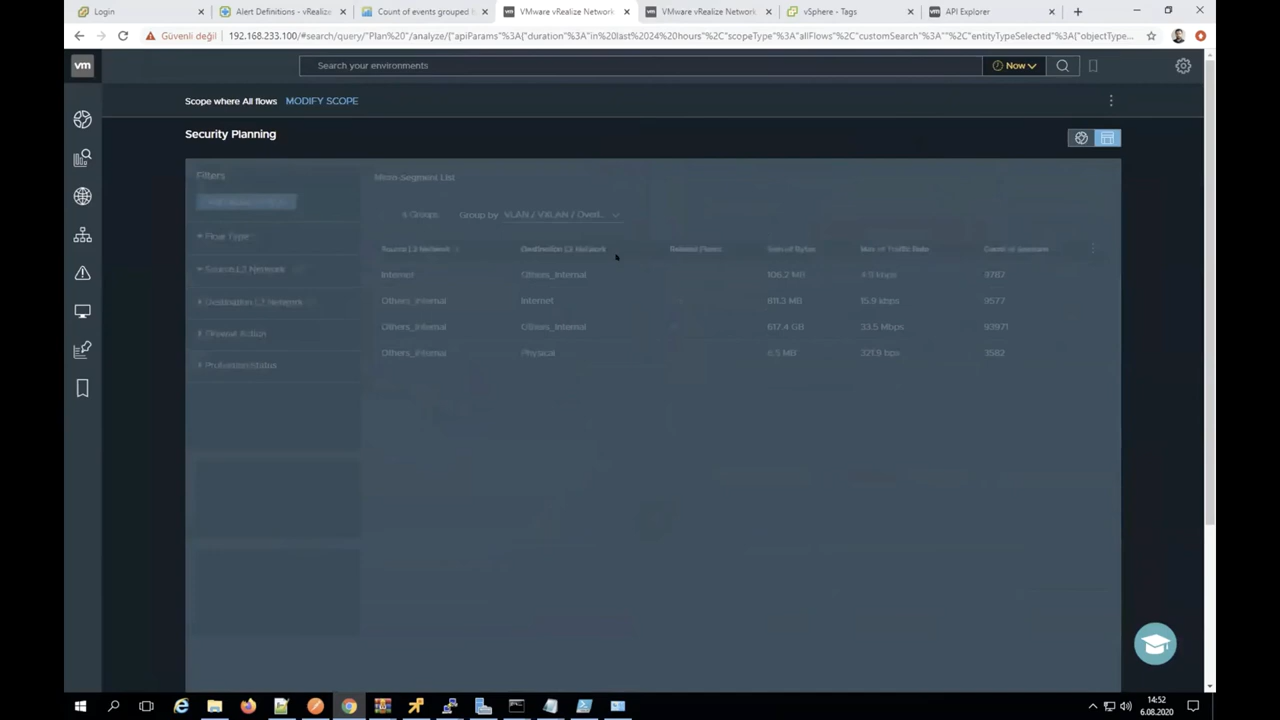 Login
Alert Definitions - vRealize
Count of events grouped b
VMware vRealize Network
VMware vRealize Network
vSphere - Tags
API Explorer
Güvenli değil
192.168.233.100/#search/query/"Plan%20"/analyze/{"apiParams"%3A{"duration"%3A"in%20last%2024%20hours"%2C"scopeType"%3A"allFlows"%2C"customSearch"%3A""%2C"entityTypeSelected"%3A{"objectType...
vm
Search your environments
Now
Scope where All flows MODIFY SCOPE
Security Planning
Filters
Micro-Segment List
Groups Group by VLAN / VXLAN / Overl...
Flow Type
Source L3 Network Destination L3 Network Sum of Bytes Max of Traffic Rate Count of sessions
Source L3 Network
Internet Others_Internal 106.2 MB 4.9 kbps 3787
Destination L3 Network
Others_Internal Internet 811.3 MB 15.9 kbps 9577
Firewall Action
Others_Internal Others_Internal 617.4 GB 33.5 Mbps 93971
Others_Internal Physical 6.5 MB 321.9 bps 3582
Protection Status
14:52
6.08.2020